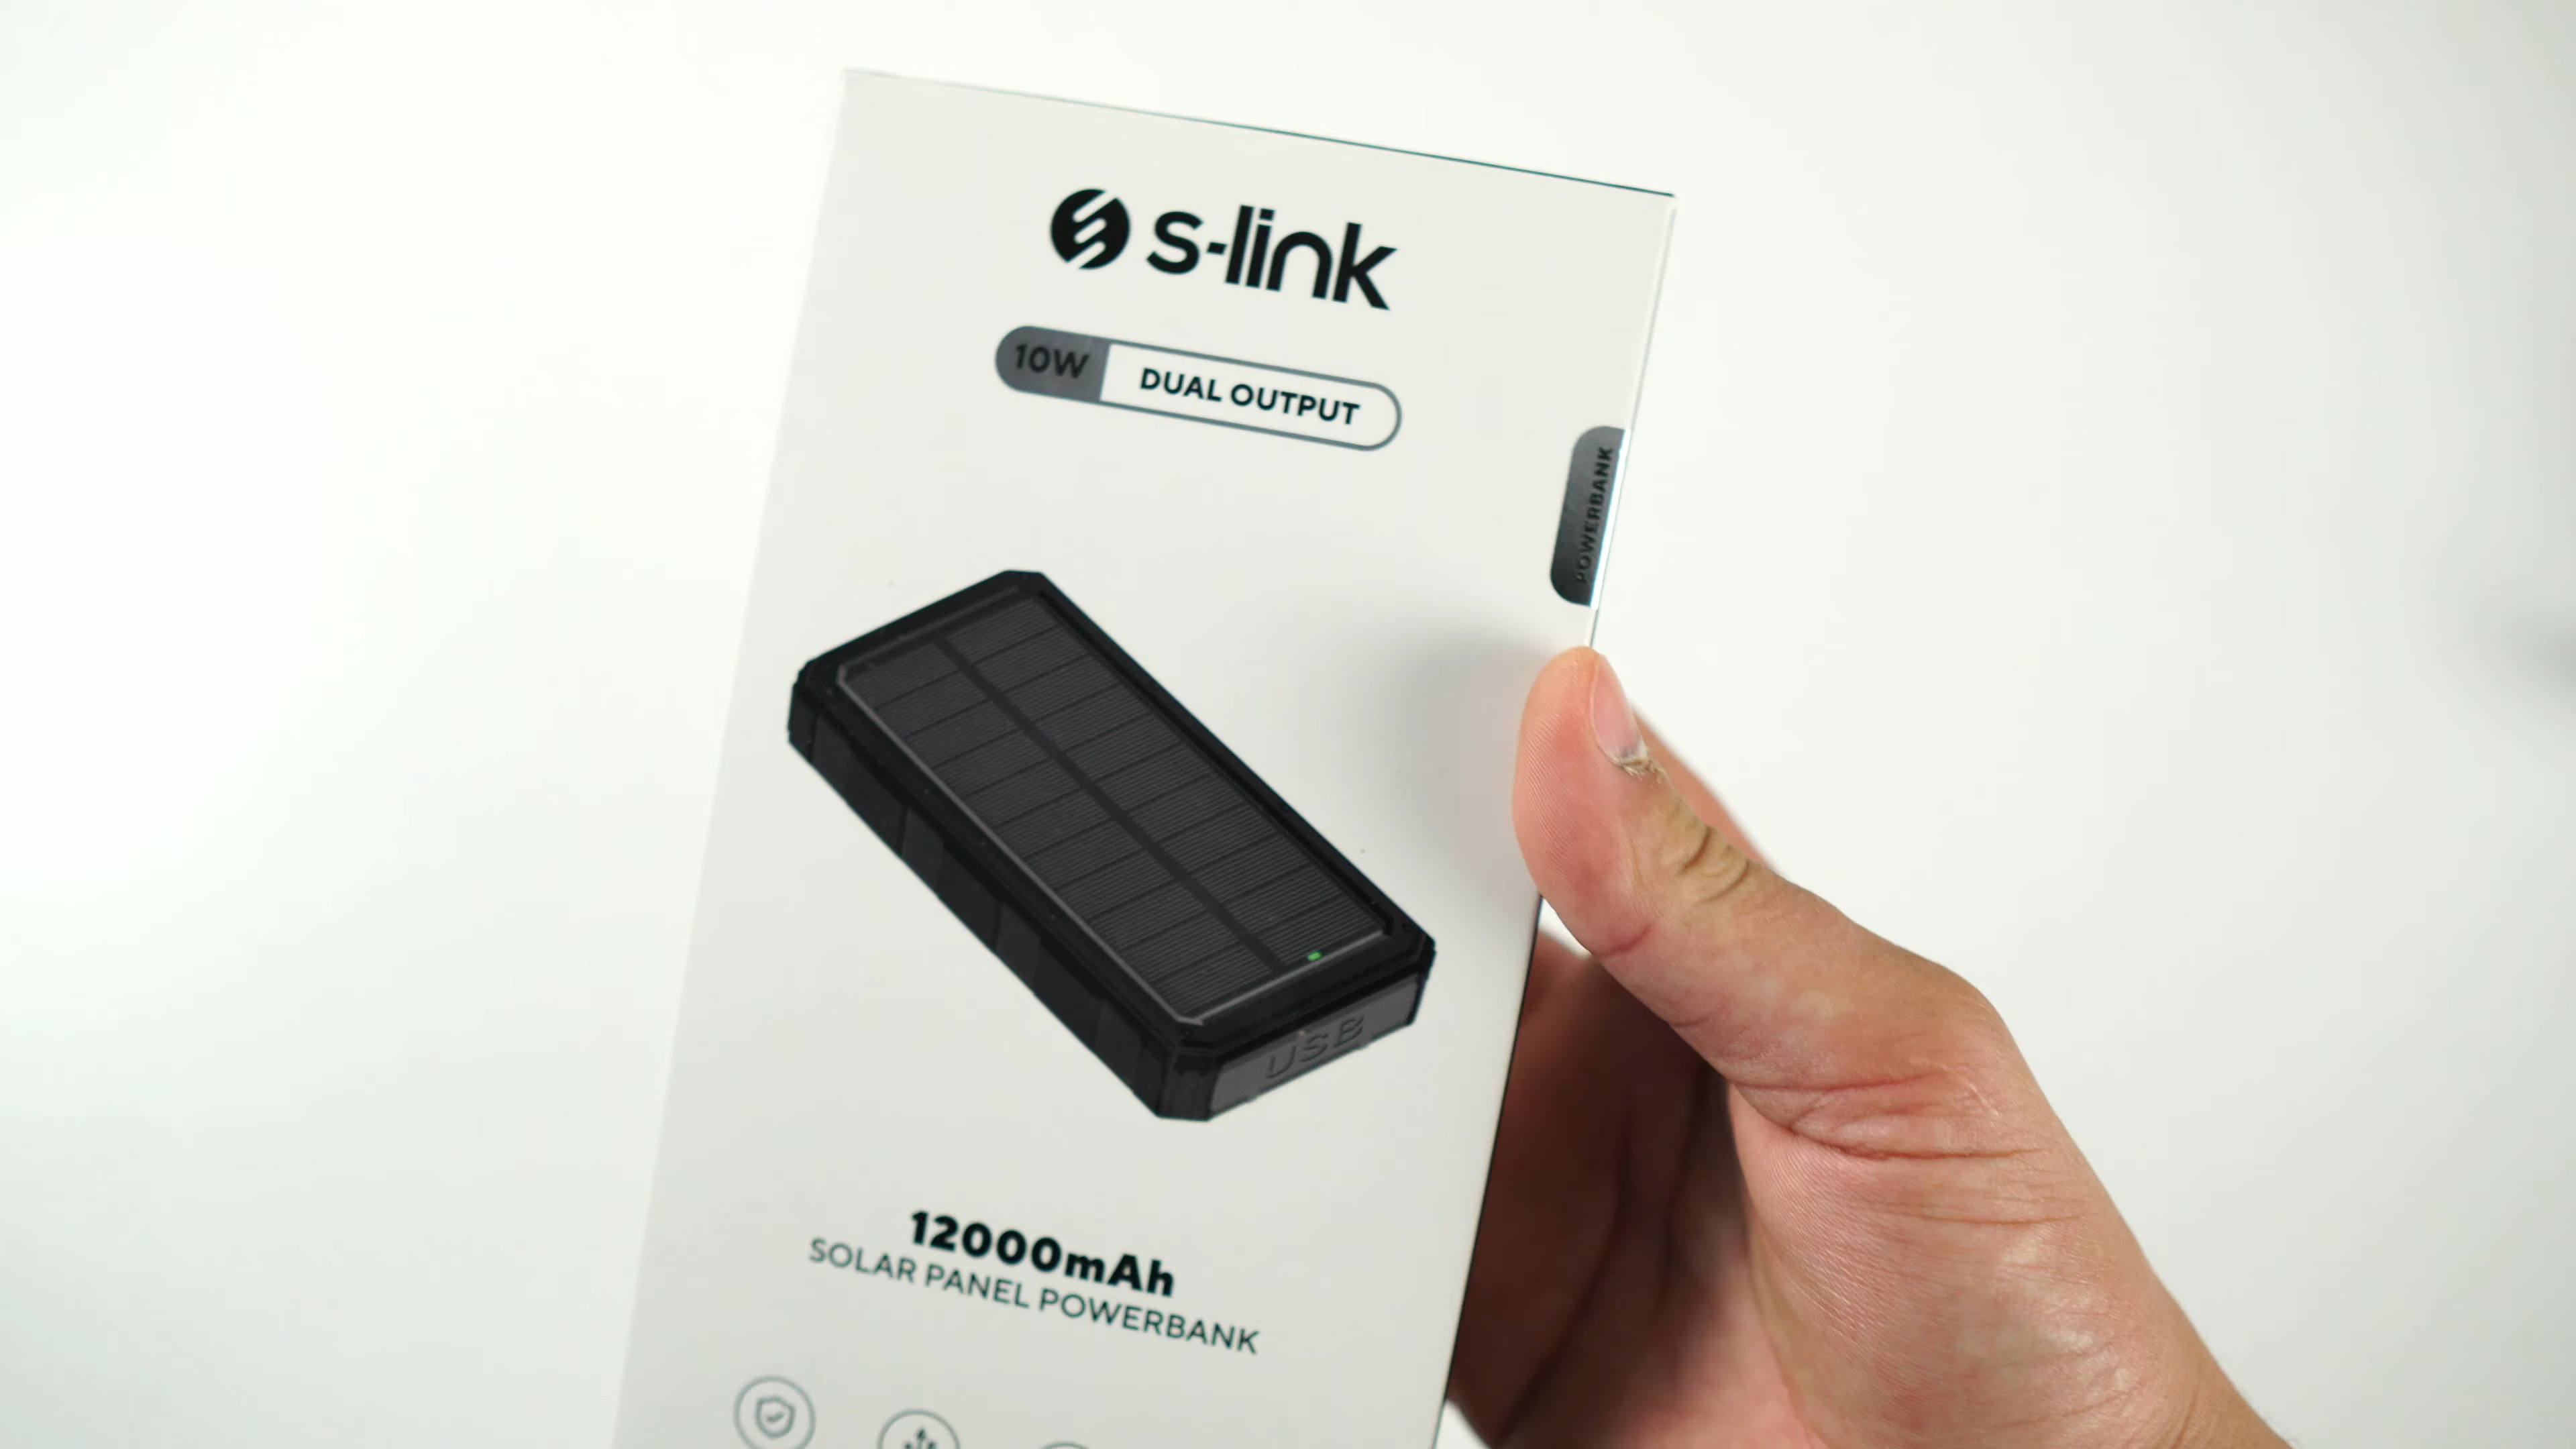 s-link
10W DUAL OUTPUT
POWERBANK
USB
12000mAh
SOLAR PANEL POWERBANK